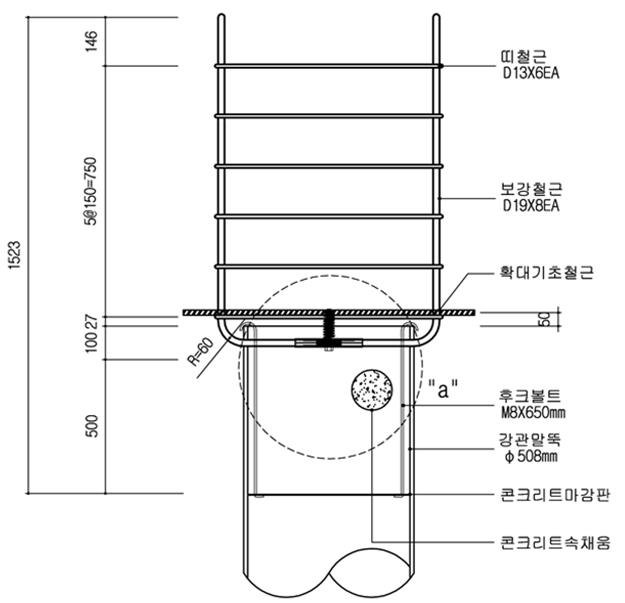 146
5@150=750
1523
27
100
500
R=60
50
"a"
띠철근
D13X6EA
보강철근
D19X8EA
확대기초철근
후크볼트
M8X650mm
강관말뚝
φ508mm
콘크리트마감판
콘크리트속채움